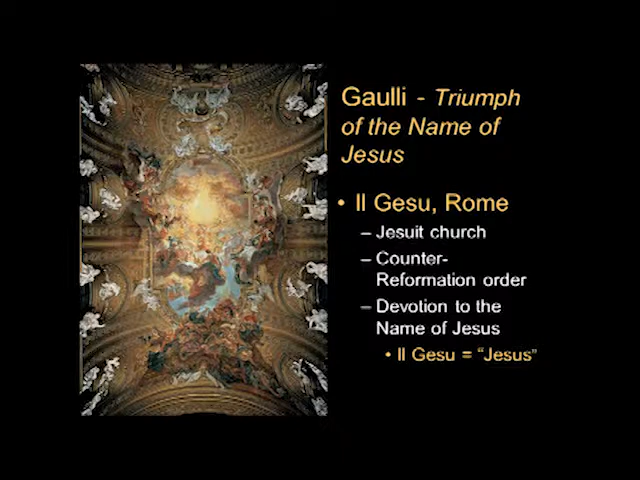 Gaulli - Triumph
of the Name of
Jesus
• Il Gesu, Rome
– Jesuit church
– Counter-
Reformation order
– Devotion to the
Name of Jesus
• Il Gesu = “Jesus”